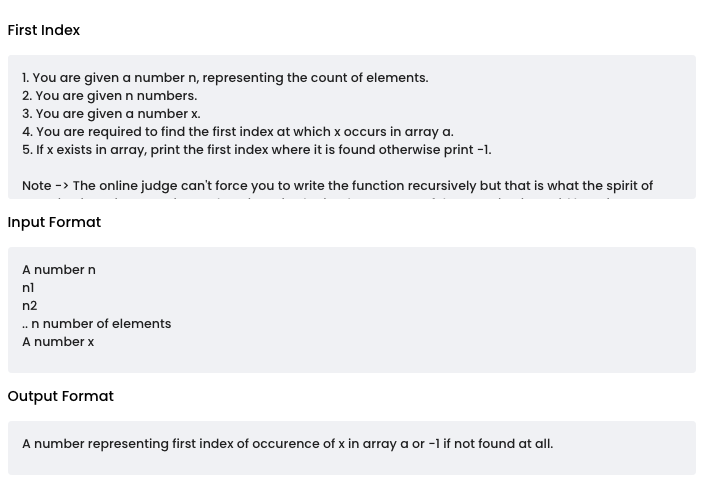 First Index
1. You are given a number n, representing the count of elements.
2. You are given n numbers.
3. You are given a number x.
4. You are required to find the first index at which x occurs in array a.
5. If x exists in array, print the first index where it is found otherwise print -1.
Note -> The online judge can't force you to write the function recursively but that is what the spirit of
Input Format
A number n
n1
n2
.. n number of elements
A number x
Output Format
A number representing first index of occurence of x in array a or -1 if not found at all.